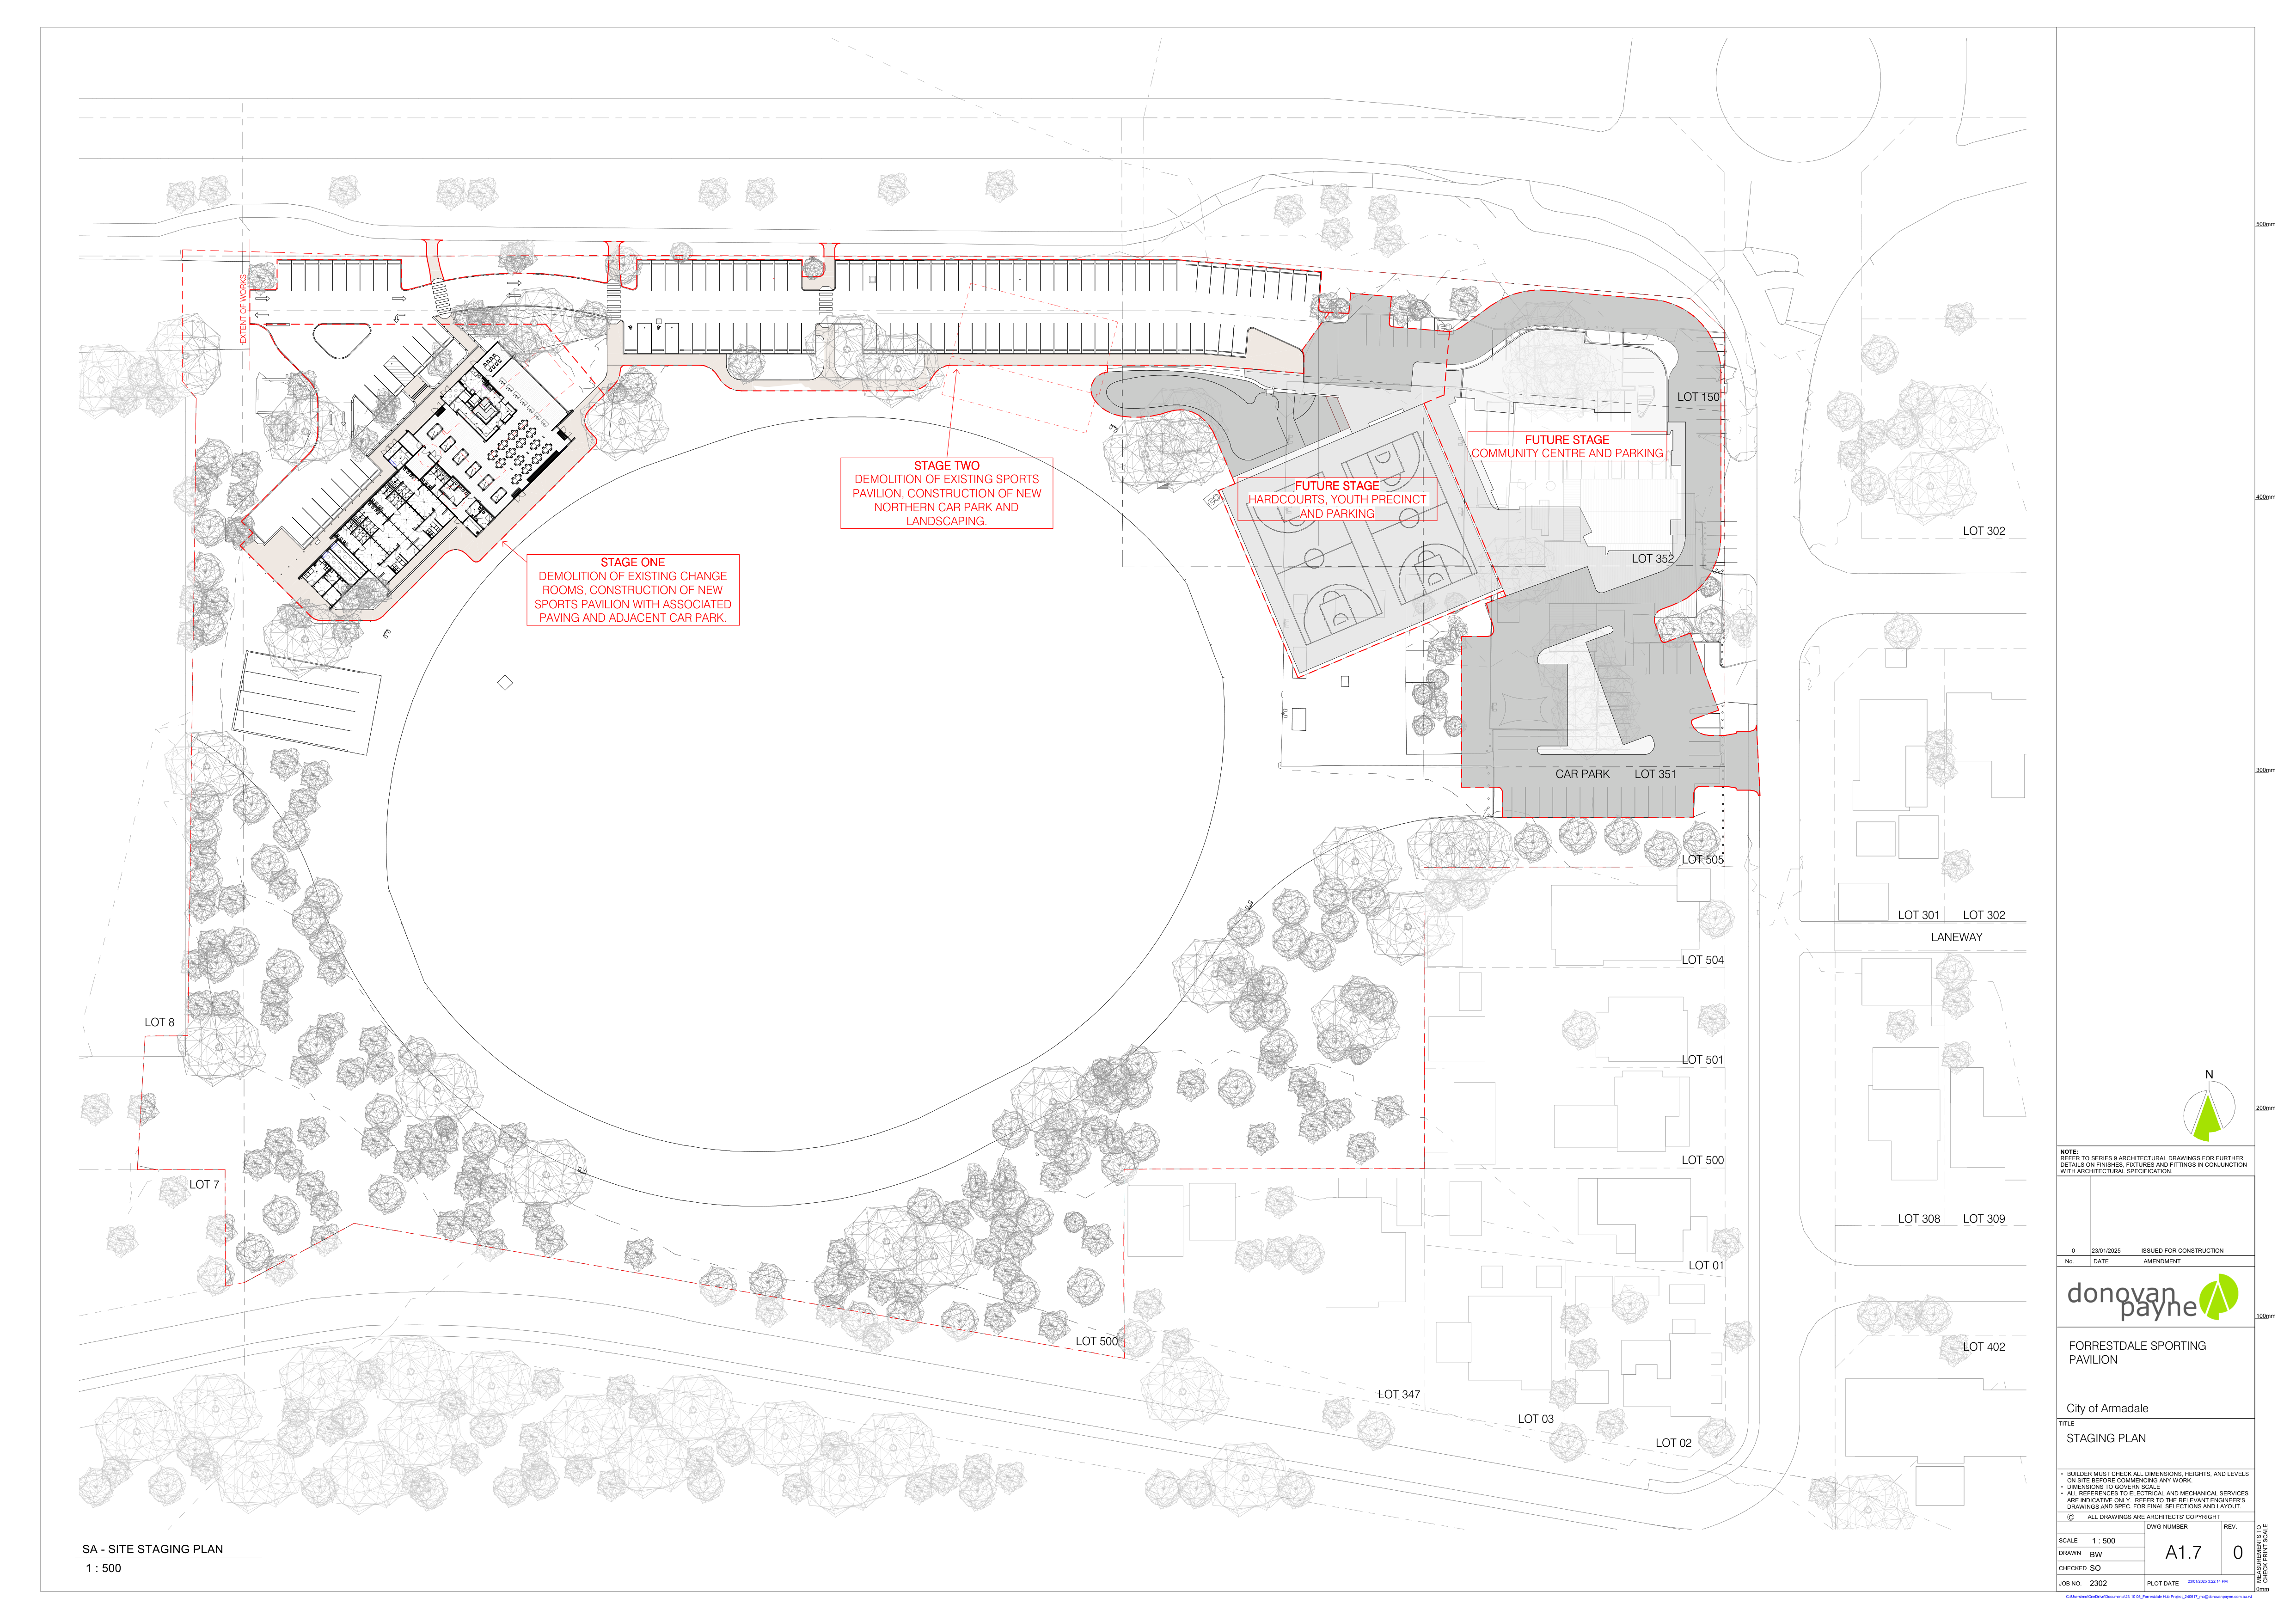 EXTENT OF WORKS
STAGE ONE
DEMOLITION OF EXISTING CHANGE
ROOMS, CONSTRUCTION OF NEW
SPORTS PAVILION WITH ASSOCIATED
PAVING AND ADJACENT CAR PARK.
STAGE TWO
DEMOLITION OF EXISTING SPORTS
PAVILION, CONSTRUCTION OF NEW
NORTHERN CAR PARK AND
LANDSCAPING.
FUTURE STAGE
HARDCOURTS, YOUTH PRECINCT
AND PARKING
FUTURE STAGE
COMMUNITY CENTRE AND PARKING
LOT 150
LOT 352
LOT 302
CAR PARK
LOT 351
LOT 505
LOT 301
LOT 302
LANEWAY
LOT 504
LOT 8
LOT 501
LOT 500
LOT 7
LOT 308
LOT 309
LOT 01
LOT 500
LOT 402
LOT 347
LOT 03
LOT 02
SA - SITE STAGING PLAN
1 : 500
500mm
400mm
300mm
200mm
100mm
0mm
MEASUREMENTS TO
CHECK PRINT SCALE
N
NOTE:
REFER TO SERIES 9 ARCHITECTURAL DRAWINGS FOR FURTHER
DETAILS ON FINISHES, FIXTURES AND FITTINGS IN CONJUNCTION
WITH ARCHITECTURAL SPECIFICATION.
0 23/01/2025 ISSUED FOR CONSTRUCTION
No. DATE AMENDMENT
donovan
payne
FORRESTDALE SPORTING
PAVILION
City of Armadale
TITLE
STAGING PLAN
• BUILDER MUST CHECK ALL DIMENSIONS, HEIGHTS, AND LEVELS
ON SITE BEFORE COMMENCING ANY WORK.
• DIMENSIONS TO GOVERN SCALE
• ALL REFERENCES TO ELECTRICAL AND MECHANICAL SERVICES
ARE INDICATIVE ONLY. REFER TO THE RELEVANT ENGINEER'S
DRAWINGS AND SPEC. FOR FINAL SELECTIONS AND LAYOUT.
© ALL DRAWINGS ARE ARCHITECTS' COPYRIGHT
DWG NUMBER
REV.
SCALE 1 : 500
DRAWN BW
A1.7
0
CHECKED SO
JOB NO. 2302
PLOT DATE 23/01/2025 3:22:14 PM